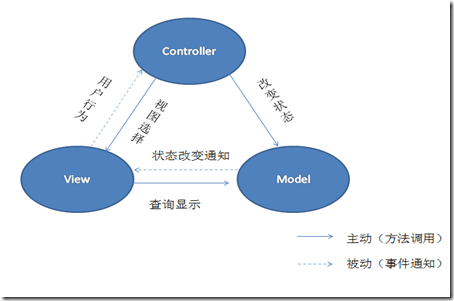 Controller
用户行为
视图选择
改变状态
状态改变通知
View
Model
查询显示
主动（方法调用）
被动（事件通知）